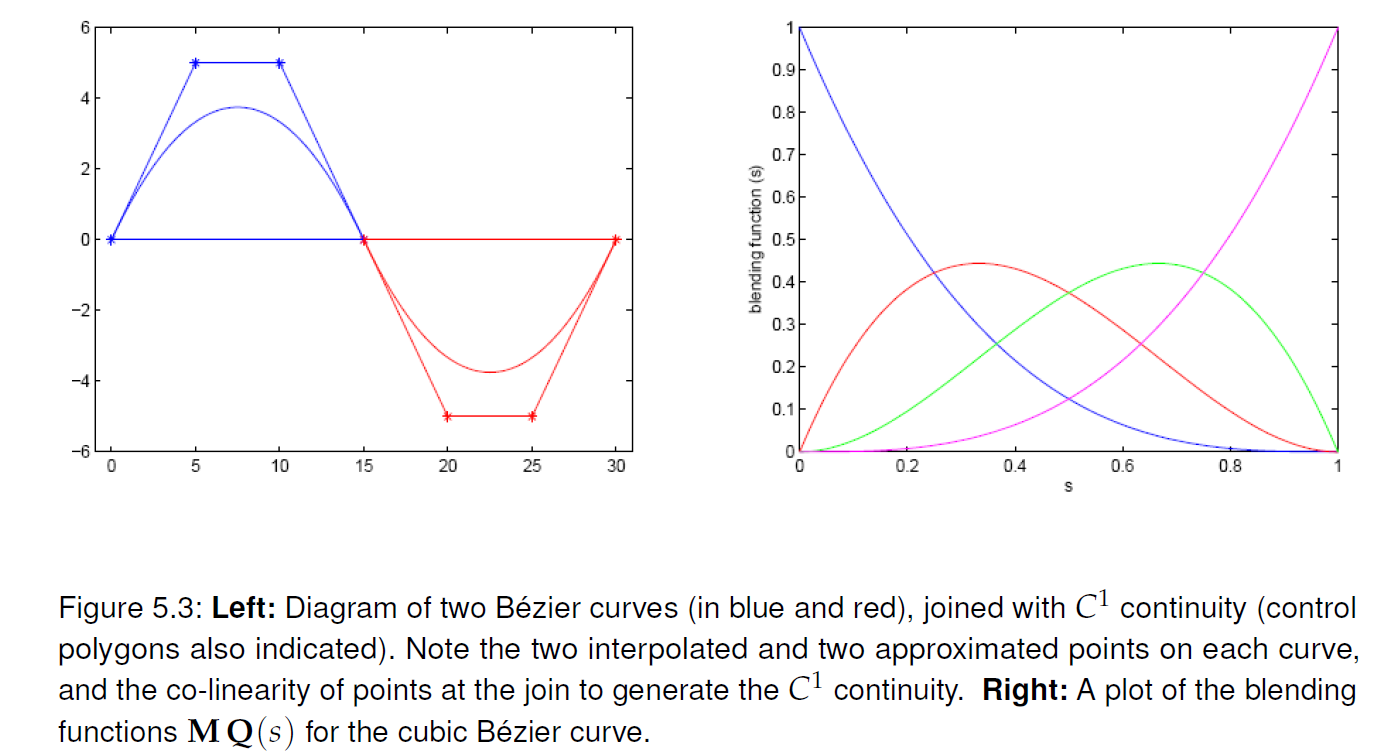 6
4
2
0
−2
−4
−6
0 5 10 15 20 25 30
1
0.9
0.8
0.7
0.6
0.5
0.4
0.3
0.2
0.1
0
blending function (s)
0 0.2 0.4 0.6 0.8 1
s
Figure 5.3: Left: Diagram of two Bézier curves (in blue and red), joined with C¹ continuity (control
polygons also indicated). Note the two interpolated and two approximated points on each curve,
and the co-linearity of points at the join to generate the C¹ continuity. Right: A plot of the blending
functions M Q(s) for the cubic Bézier curve.